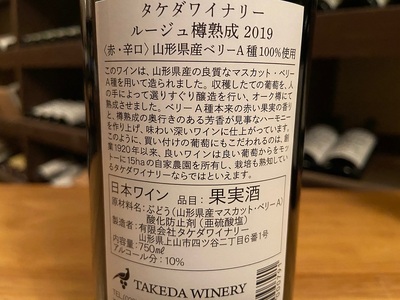 タケダワイナリー
ルージュ樽熟成 2019
〈赤・辛口〉山形県産ベリーA種100%使用
このワインは、山形県産の良質なマスカット・ベリー
A種を用いて造られました。収穫したての葡萄を、人
の手によって選りすぐり醸造を行い、オーク樽にて
熟成させました。ベリーA種本来の赤い果実の香り
と、樽熟成の奥行きのある芳香が見事なハーモニー
を作り上げ、味わい深いワインに仕上がっています。
このように、買い付けの葡萄にもこだわれるのは、創
業1920年以来、良いワインは良い葡萄からをモッ
トーに15haの自家農園を所有し、栽培も熟知してい
るタケダワイナリーならではといえます。
日本ワイン 品目：果実酒
原材料名：ぶどう(山形県産マスカット・ベリーA)
酸化防止剤(亜硫酸塩)
製造者：有限会社タケダワイナリー
山形県上山市四ツ谷二丁目6番1号
内容量：750㎖
アルコール分：10%
TAKEDA WINERY